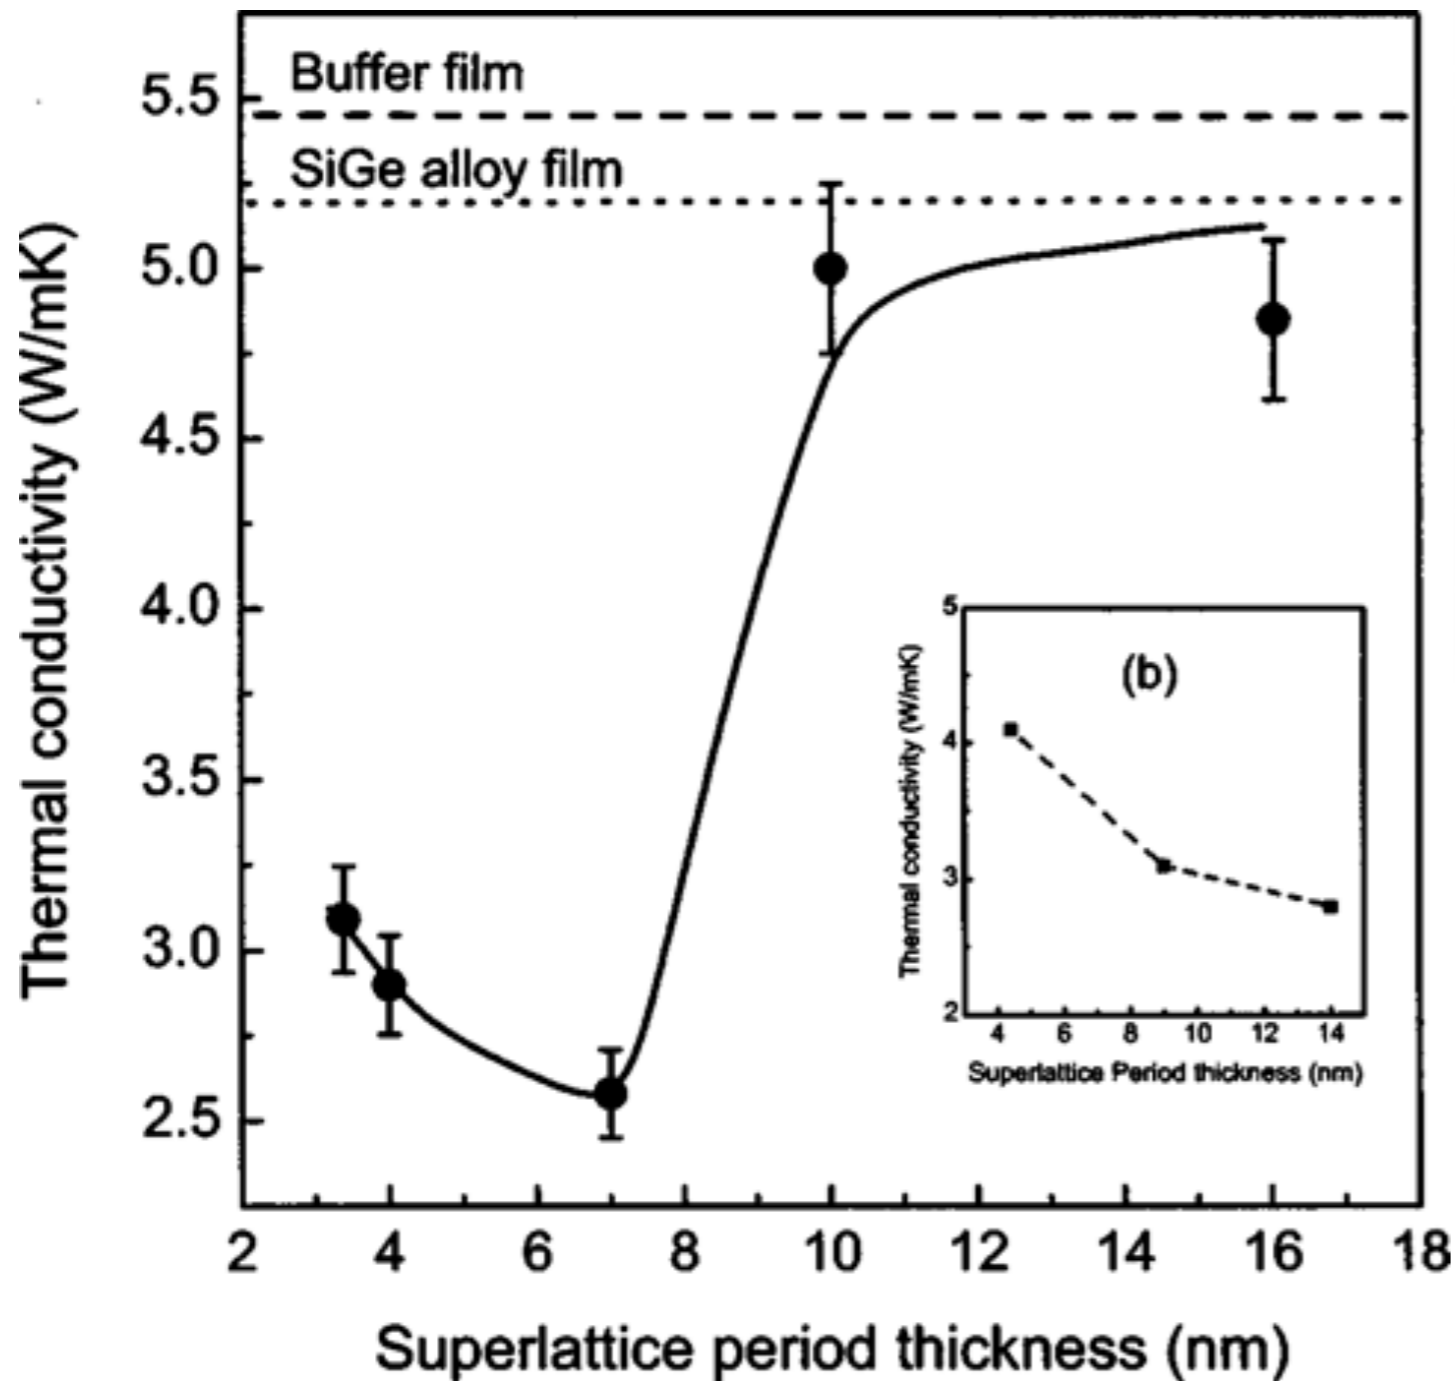 Buffer film
5.5
SiGe alloy film
5.0
4.5
4.0
3.5
3.0
2.5
Thermal conductivity (W/mK)
2 4 6 8 10 12 14 16 18
Superlattice period thickness (nm)
(b)
5
4
3
2
Thermal conductivity (W/mK)
4 6 8 10 12 14
Superlattice Period thickness (nm)